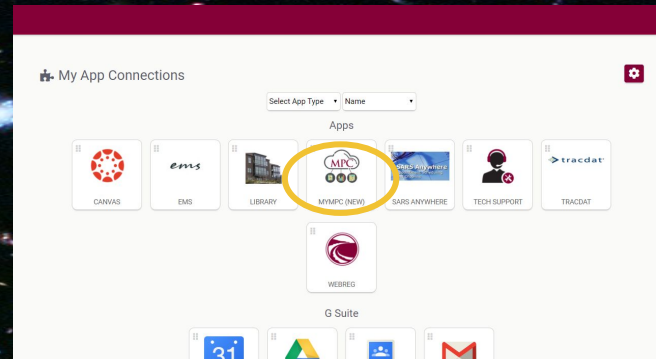 My App Connections
Select App Type Name
Apps
ems
MPC
SARS Anywhere
tracdat
CANVAS EMS LIBRARY MYMPC (NEW) SARS ANYWHERE TECH SUPPORT TRACDAT
WEBREG
G Suite
31